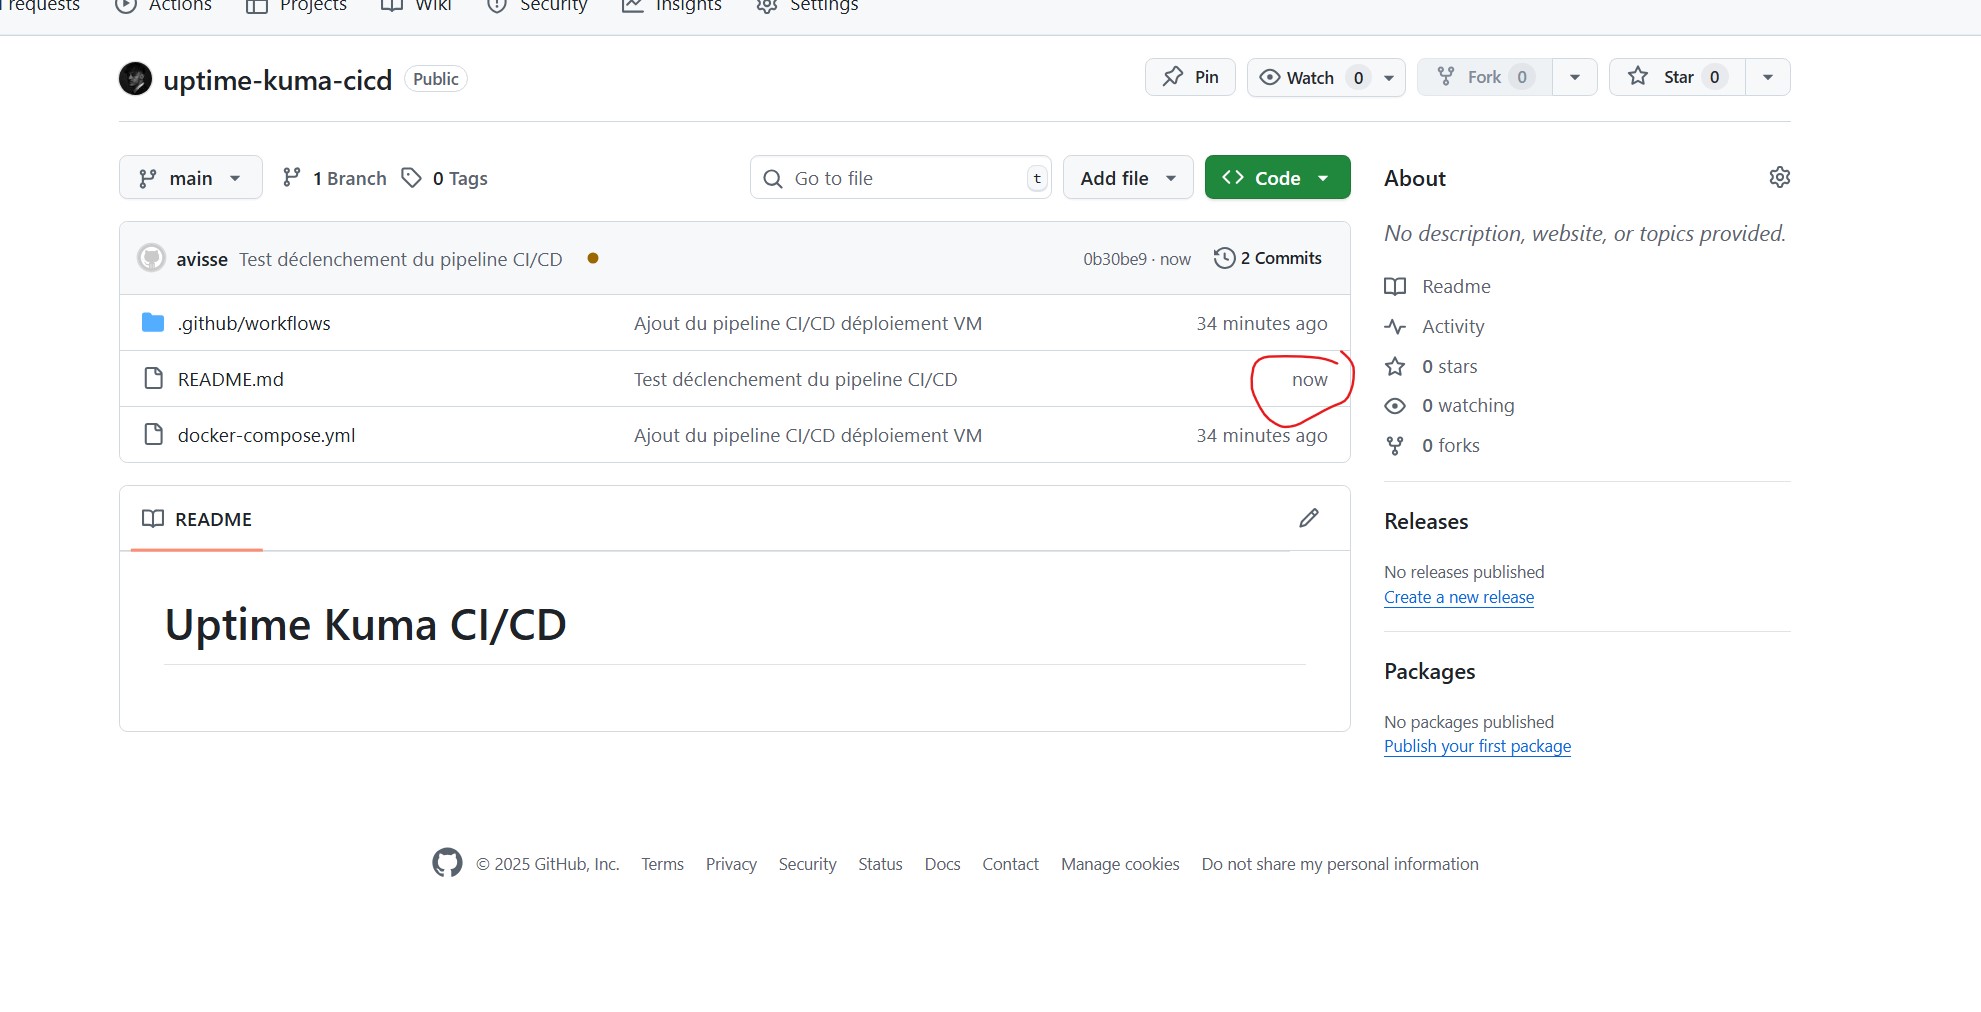 requests Actions Projects Wiki Security Insights Settings
uptime-kuma-cicd Public Pin Watch 0 Fork 0 Star 0
main 1 Branch 0 Tags Go to file t Add file Code
avisse Test déclenchement du pipeline CI/CD 0b30be9 · now 2 Commits
.github/workflows Ajout du pipeline CI/CD déploiement VM 34 minutes ago
README.md Test déclenchement du pipeline CI/CD now
docker-compose.yml Ajout du pipeline CI/CD déploiement VM 34 minutes ago
README
Uptime Kuma CI/CD
About
No description, website, or topics provided.
Readme
Activity
0 stars
0 watching
0 forks
Releases
No releases published
Create a new release
Packages
No packages published
Publish your first package
© 2025 GitHub, Inc. Terms Privacy Security Status Docs Contact Manage cookies Do not share my personal information